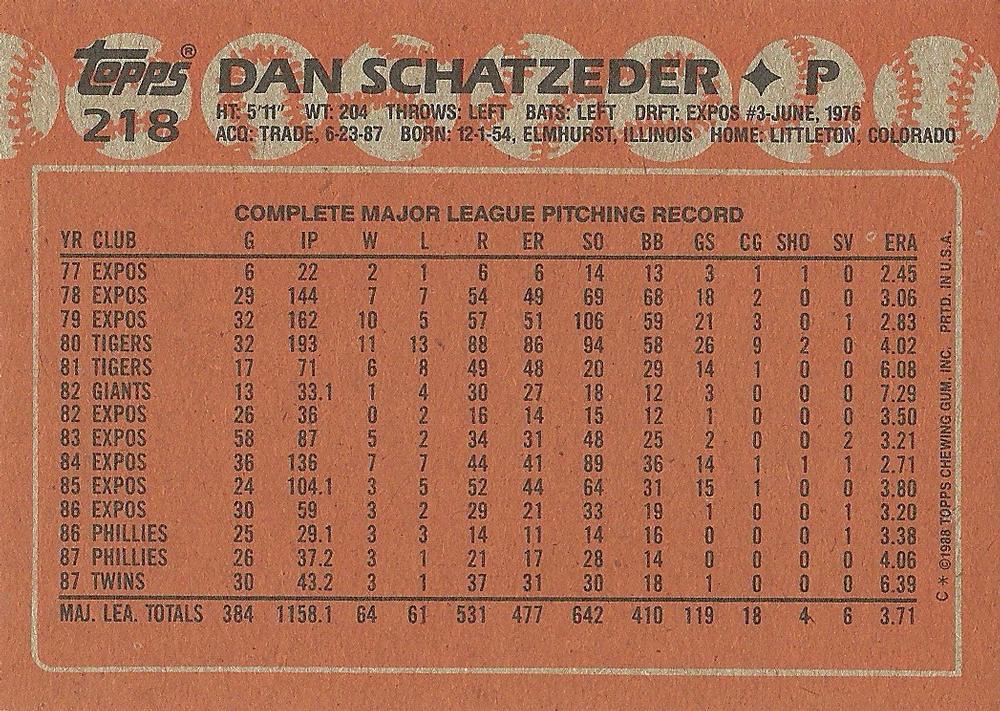 Topps® DAN SCHATZEDER ✦ P
218 HT: 5'11" WT: 204 THROWS: LEFT BATS: LEFT DRFT: EXPOS #3-JUNE, 1976
ACQ: TRADE, 6-23-87 BORN: 12-1-54, ELMHURST, ILLINOIS HOME: LITTLETON, COLORADO
COMPLETE MAJOR LEAGUE PITCHING RECORD
YR CLUB G IP W L R ER SO BB GS CG SHO SV ERA
77 EXPOS 6 22 2 1 6 6 14 13 3 1 1 0 2.45
78 EXPOS 29 144 7 7 54 49 69 68 18 2 0 0 3.06
79 EXPOS 32 162 10 5 57 51 106 59 21 3 0 1 2.83
80 TIGERS 32 193 11 13 88 86 94 58 26 9 2 0 4.02
81 TIGERS 17 71 6 8 49 48 20 29 14 1 0 0 6.08
82 GIANTS 13 33.1 1 4 30 27 18 12 3 0 0 0 7.29
82 EXPOS 26 36 0 2 16 14 15 12 1 0 0 0 3.50
83 EXPOS 58 87 5 2 34 31 48 25 2 0 0 2 3.21
84 EXPOS 36 136 7 7 44 41 89 36 14 1 1 1 2.71
85 EXPOS 24 104.1 3 5 52 44 64 31 15 1 0 0 3.80
86 EXPOS 30 59 3 2 29 21 33 19 1 0 0 1 3.20
86 PHILLIES 25 29.1 3 3 14 11 14 16 0 0 0 1 3.38
87 PHILLIES 26 37.2 3 1 21 17 28 14 0 0 0 0 4.06
87 TWINS 30 43.2 3 1 37 31 30 18 1 0 0 0 6.39
MAJ. LEA. TOTALS 384 1158.1 64 61 531 477 642 410 119 18 4 6 3.71
C * ©1988 TOPPS CHEWING GUM, INC. PRTD. IN U.S.A.